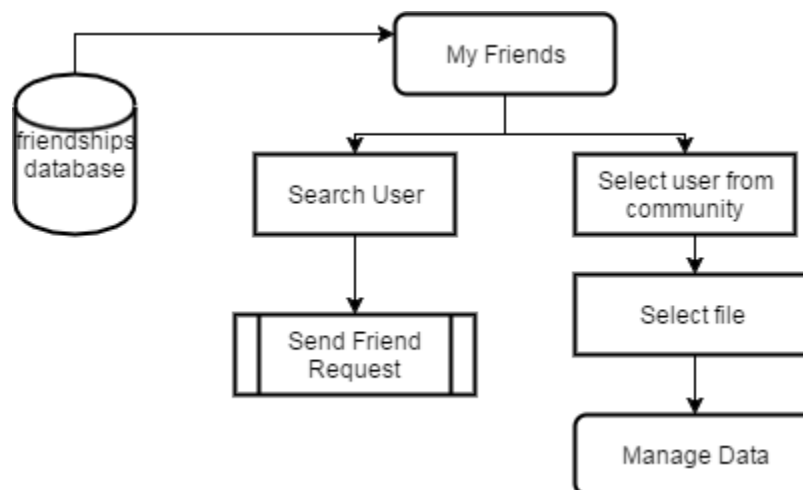 My Friends
friendships
database
Search User
Select user from
community
Send Friend
Request
Select file
Manage Data